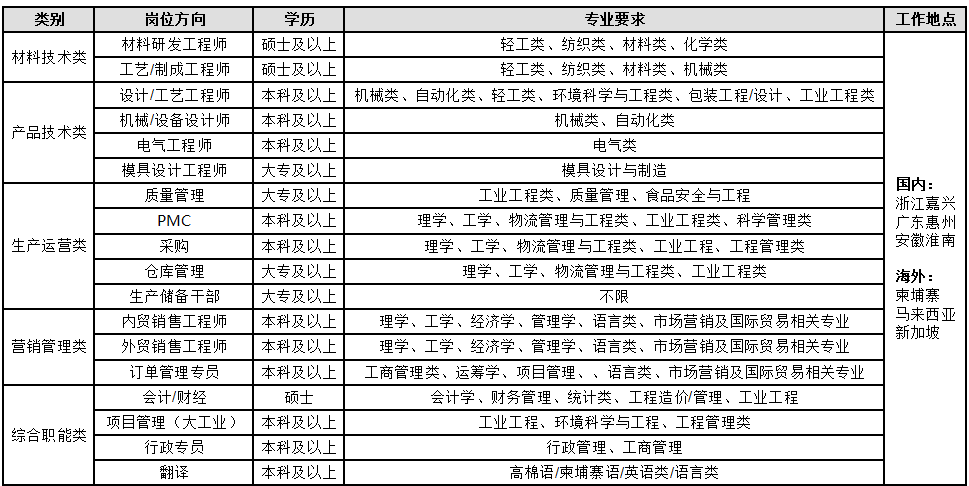 类别 岗位方向 学历 专业要求 工作地点
材料技术类 材料研发工程师 硕士及以上 轻工类、纺织类、材料类、化学类
工艺/制成工程师 硕士及以上 轻工类、纺织类、材料类、机械类
产品技术类 设计/工艺工程师 本科及以上 机械类、自动化类、轻工类、环境科学与工程类、包装工程/设计、工业工程类
机械/设备设计师 本科及以上 机械类、自动化类
电气工程师 本科及以上 电气类
模具设计工程师 大专及以上 模具设计与制造
生产运营类 质量管理 大专及以上 工业工程类、质量管理、食品安全与工程
PMC 本科及以上 理学、工学、物流管理与工程类、工业工程类、科学管理类
采购 本科及以上 理学、工学、物流管理与工程类、工业工程、工程管理类
仓库管理 大专及以上 理学、工学、物流管理与工程类、工业工程类
生产储备干部 大专及以上 不限
营销管理类 内贸销售工程师 本科及以上 理学、工学、经济学、管理学、语言类、市场营销及国际贸易相关专业
外贸销售工程师 本科及以上 理学、工学、经济学、管理学、语言类、市场营销及国际贸易相关专业
订单管理专员 本科及以上 工商管理类、运筹学、项目管理、、语言类、市场营销及国际贸易相关专业
综合职能类 会计/财经 硕士 会计学、财务管理、统计类、工程造价/管理、工业工程
项目管理（大工业） 本科及以上 工业工程、环境科学与工程、工程管理类
行政专员 本科及以上 行政管理、工商管理
翻译 本科及以上 高棉语/柬埔寨语/英语类/语言类
国内：
浙江嘉兴
广东惠州
安徽淮南
海外：
柬埔寨
马来西亚
新加坡